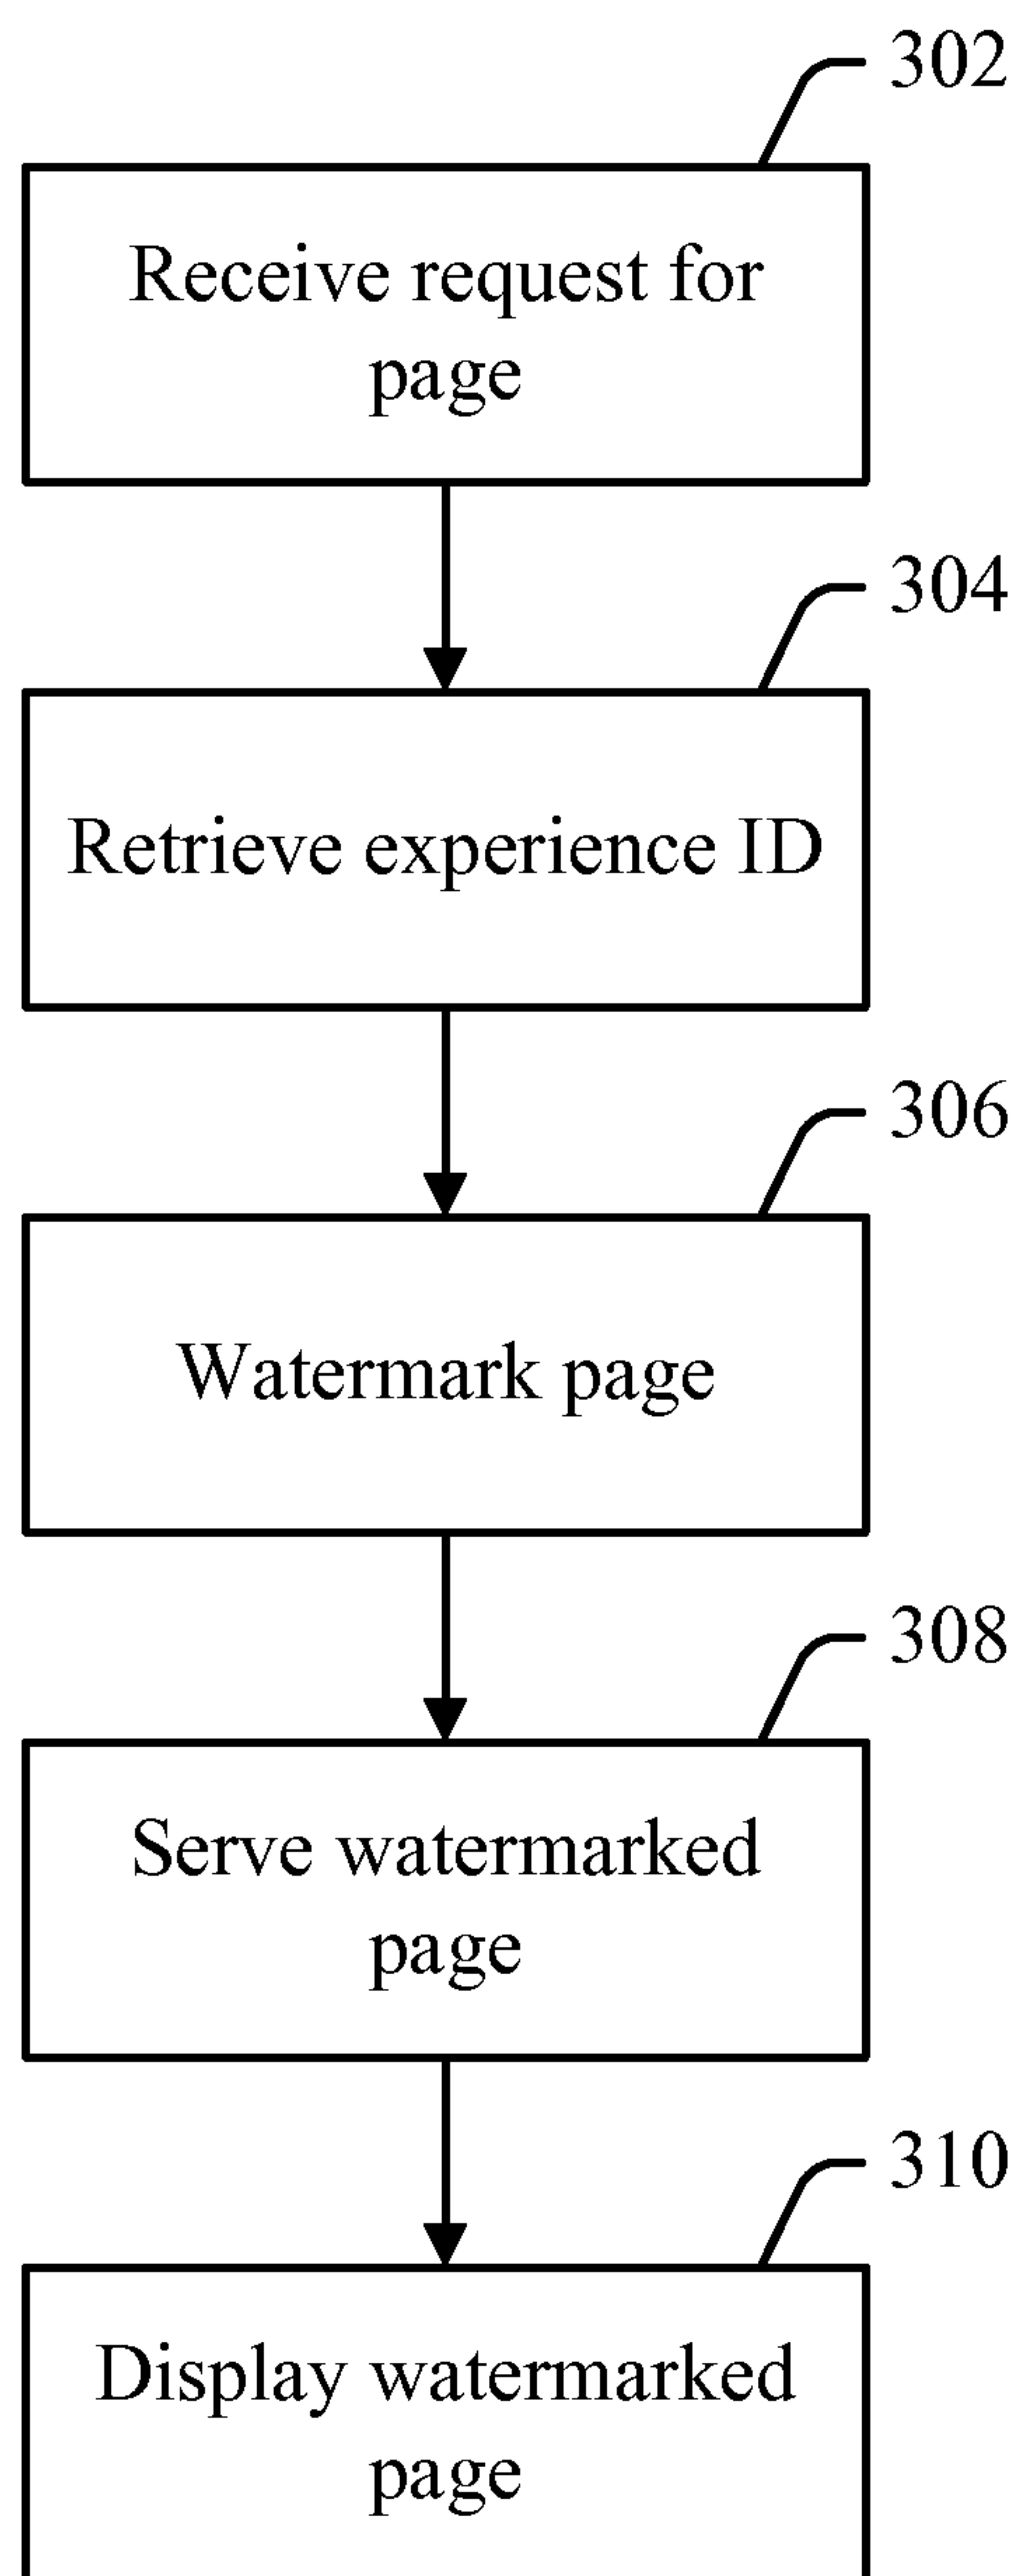 302
Receive request for
page
304
Retrieve experience ID
306
Watermark page
308
Serve watermarked
page
310
Display watermarked
page